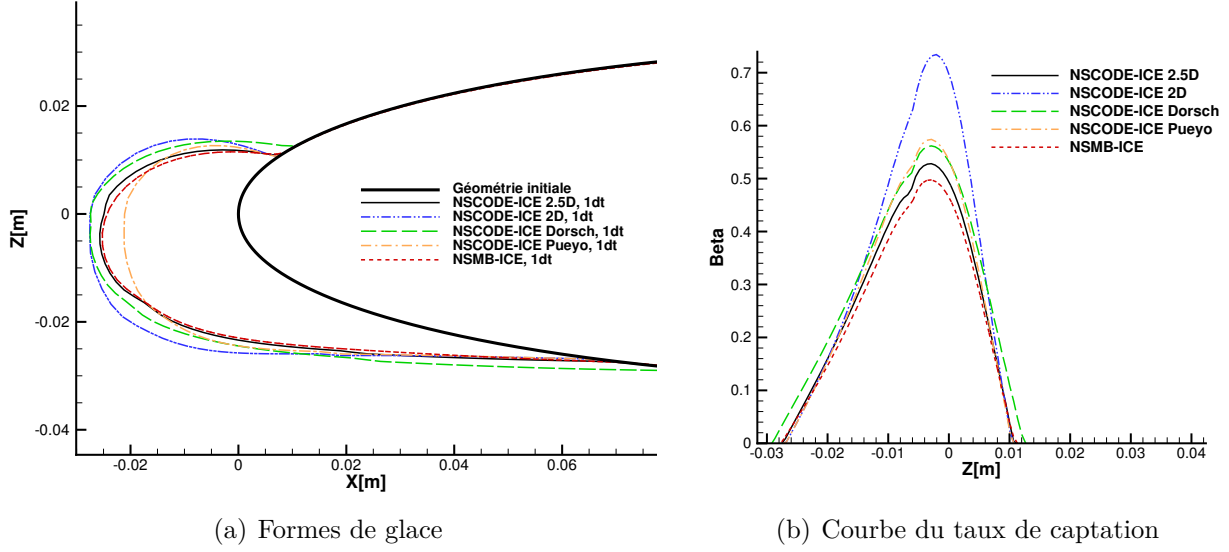 Z[m]
0.02
0
-0.02
-0.04
-0.02
0
0.02
0.04
0.06
X[m]
Géométrie initiale
NSCODE-ICE 2.5D, 1dt
NSCODE-ICE 2D, 1dt
NSCODE-ICE Dorsch, 1dt
NSCODE-ICE Pueyo, 1dt
NSMB-ICE, 1dt
(a) Formes de glace
Beta
0.7
0.6
0.5
0.4
0.3
0.2
0.1
0
-0.03
-0.02
-0.01
0
0.01
0.02
0.03
0.04
Z[m]
NSCODE-ICE 2.5D
NSCODE-ICE 2D
NSCODE-ICE Dorsch
NSCODE-ICE Pueyo
NSMB-ICE
(b) Courbe du taux de captation